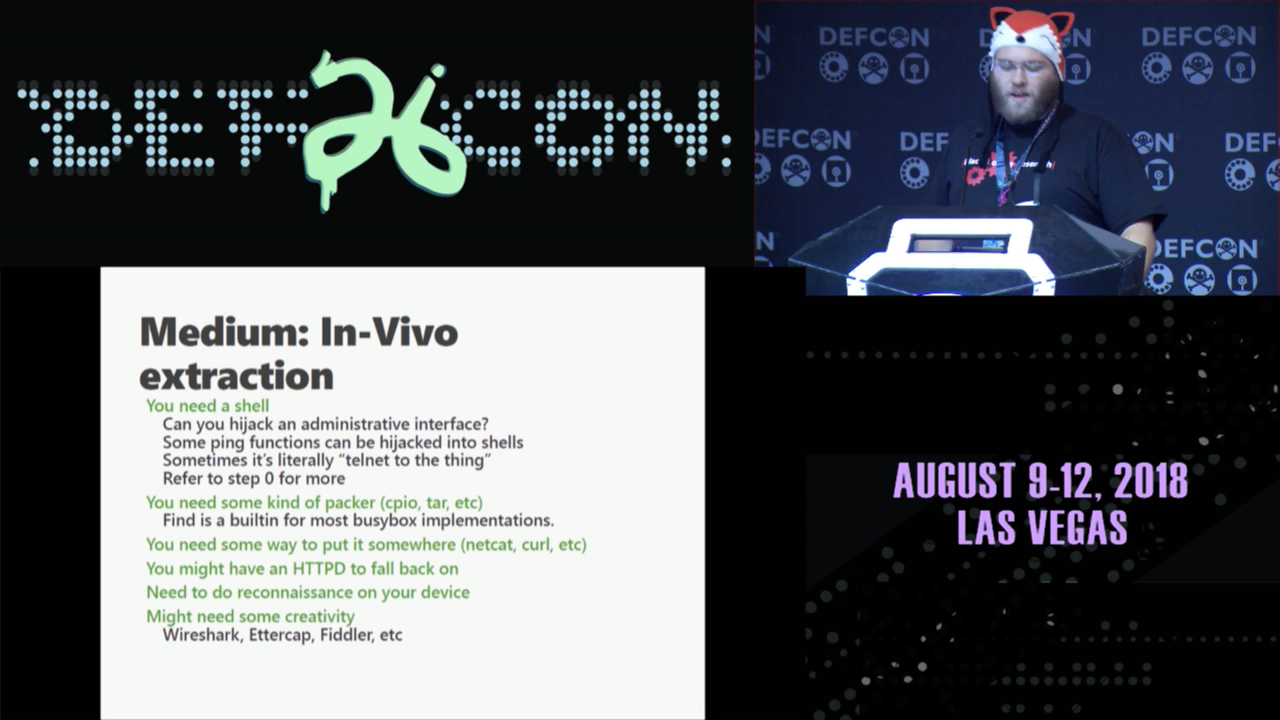 DEF CON
26
DEFCON
DEFCON
DEFCON
DEFCON
Medium: In-Vivo
extraction
You need a shell
Can you hijack an administrative interface?
Some ping functions can be hijacked into shells
Sometimes it's literally “telnet to the thing”
Refer to step 0 for more
You need some kind of packer (cpio, tar, etc)
Find is a builtin for most busybox implementations.
You need some way to put it somewhere (netcat, curl, etc)
You might have an HTTPD to fall back on
Need to do reconnaissance on your device
Might need some creativity
Wireshark, Ettercap, Fiddler, etc
AUGUST 9-12, 2018
LAS VEGAS